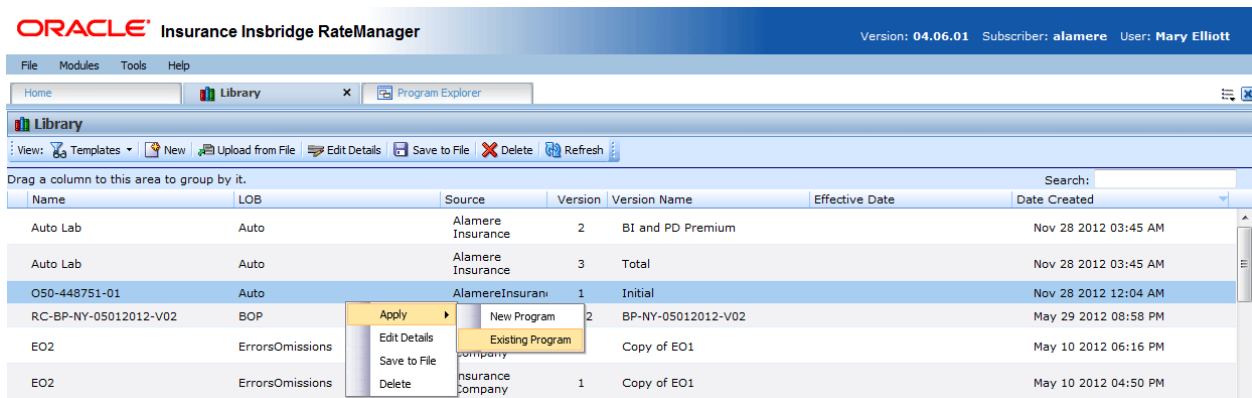 ORACLE® Insurance Insbridge RateManager
Version: 04.06.01 Subscriber: alamere User: Mary Elliott
File Modules Tools Help
Home Library x Program Explorer
Library
View: Templates New Upload from File Edit Details Save to File Delete Refresh
Drag a column to this area to group by it. Search:
Name LOB Source Version Version Name Effective Date Date Created
Auto Lab Auto Alamere Insurance 2 BI and PD Premium Nov 28 2012 03:45 AM
Auto Lab Auto Alamere Insurance 3 Total Nov 28 2012 03:45 AM
O50-448751-01 Auto AlamereInsuran 1 Initial Nov 28 2012 12:04 AM
RC-BP-NY-05012012-V02 BOP 2 BP-NY-05012012-V02 May 29 2012 08:58 PM
EO2 ErrorsOmissions Company Copy of EO1 May 10 2012 06:16 PM
EO2 ErrorsOmissions nsurance Company 1 Copy of EO1 May 10 2012 04:50 PM
Apply
Edit Details
Save to File
Delete
New Program
Existing Program